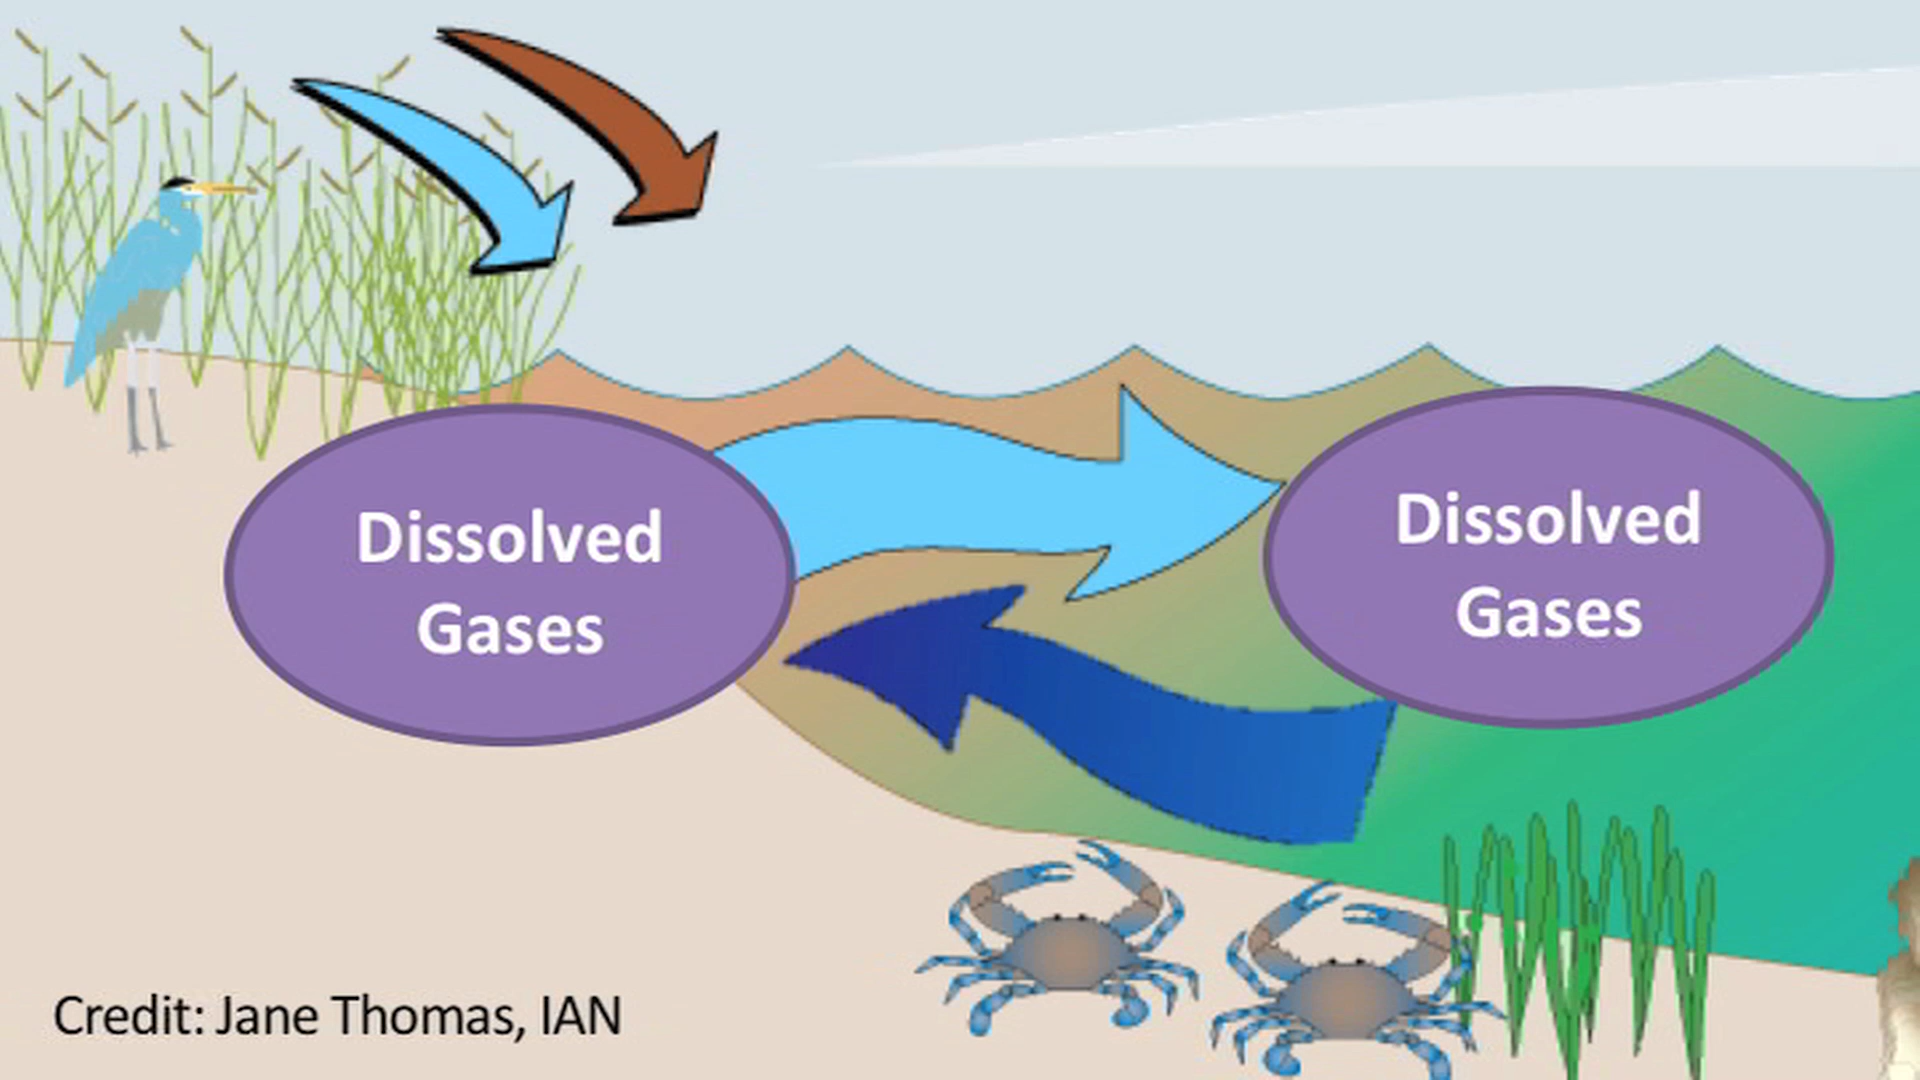 Dissolved
Gases
Dissolved
Gases
Credit: Jane Thomas, IAN